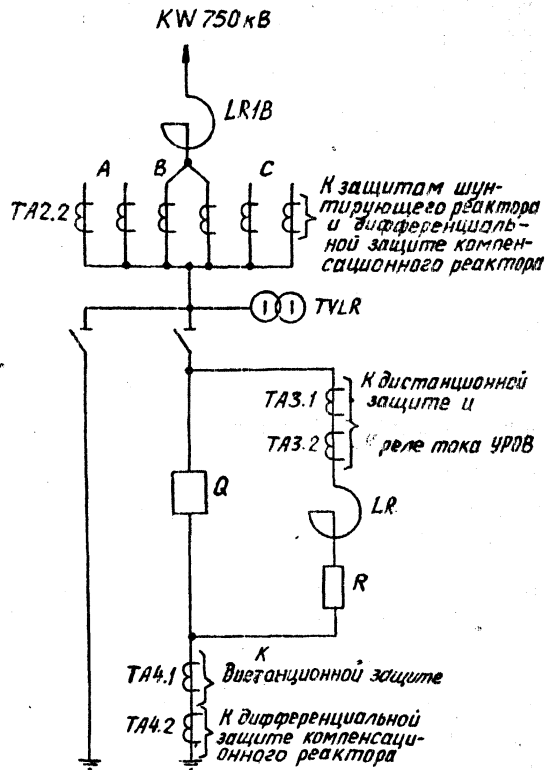 KW 750 кВ
LR1B
A B C
TA2.2
К защитам шун-
тирующего реактора
и дифференциаль-
ной защите компен-
сационного реактора
TVLR
TA3.1
К дистанционной
защите и
TA3.2
реле тока УРОВ
Q
LR
R
К
TA4.1
защите
TA4.2
К дифференциальной
защите компенсаци-
онного реактора